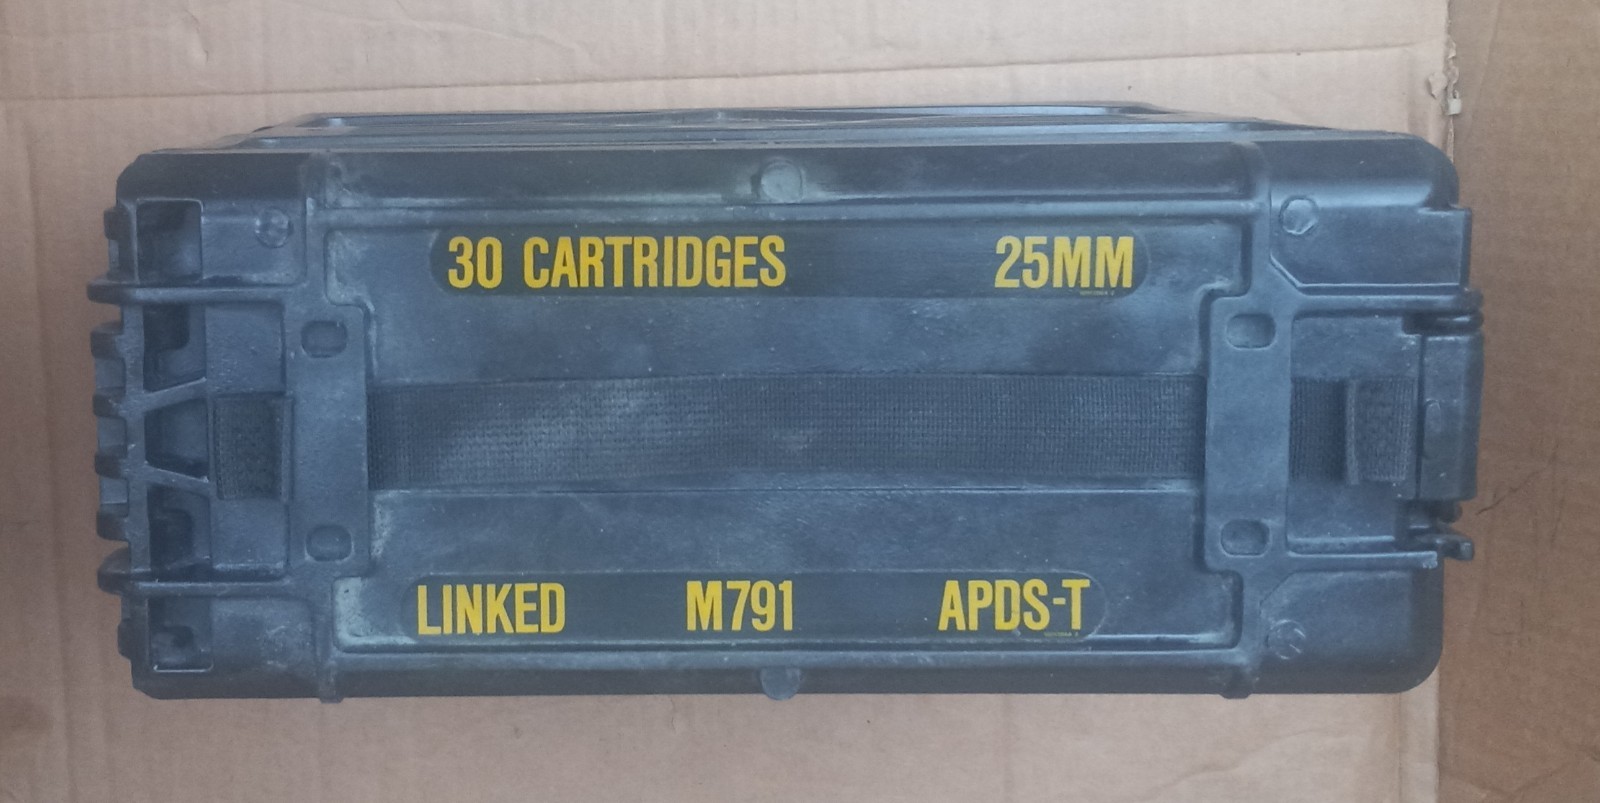 30 CARTRIDGES 25MM
LINKED M791 APDS-T